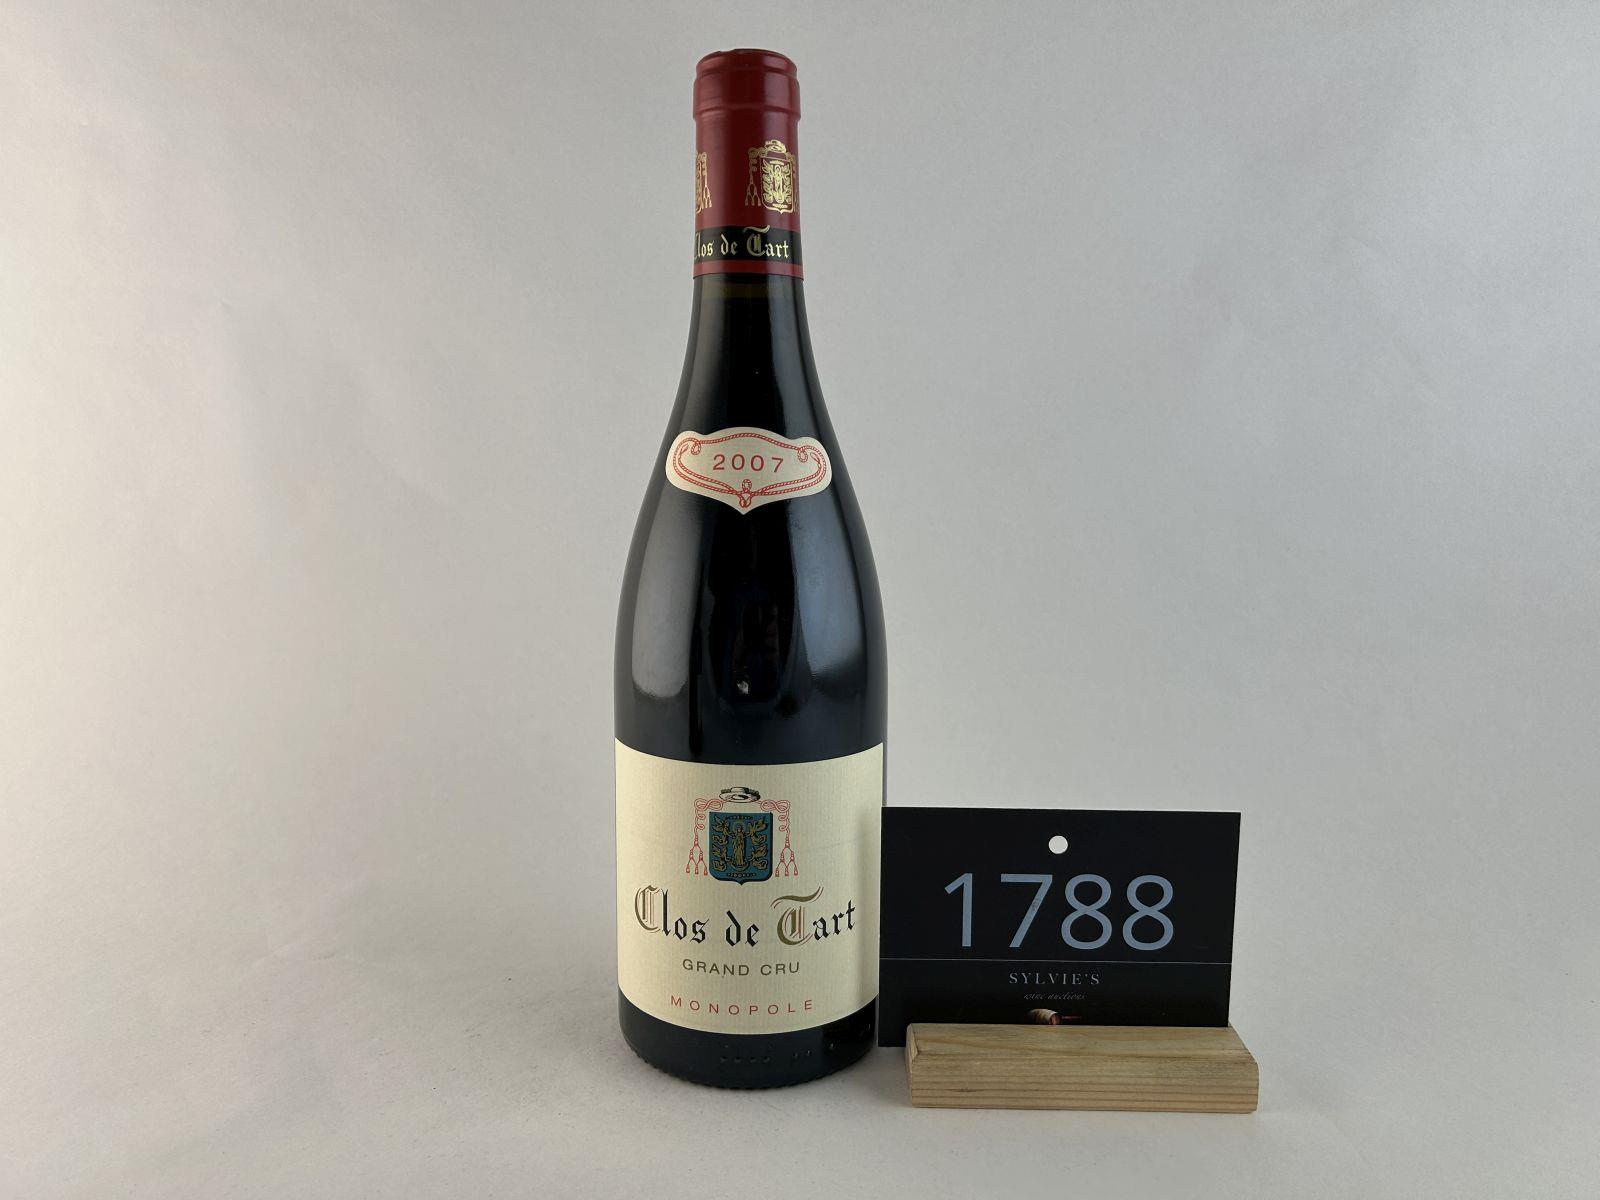 Clos de Tart
2007
Clos de Tart
GRAND CRU
MONOPOLE
1788
SYLVIE'S
wine auctions